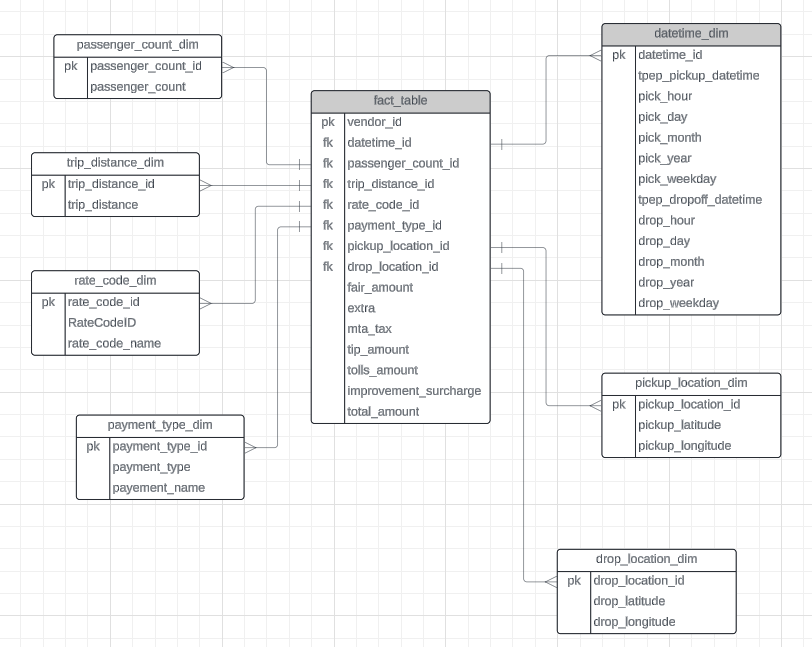 passenger_count_dim
pk passenger_count_id
passenger_count
trip_distance_dim
pk trip_distance_id
trip_distance
rate_code_dim
pk rate_code_id
RateCodeID
rate_code_name
payment_type_dim
pk payment_type_id
payment_type
payement_name
fact_table
pk vendor_id
fk datetime_id
fk passenger_count_id
fk trip_distance_id
fk rate_code_id
fk payment_type_id
fk pickup_location_id
fk drop_location_id
fair_amount
extra
mta_tax
tip_amount
tolls_amount
improvement_surcharge
total_amount
datetime_dim
pk datetime_id
tpep_pickup_datetime
pick_hour
pick_day
pick_month
pick_year
pick_weekday
tpep_dropoff_datetime
drop_hour
drop_day
drop_month
drop_year
drop_weekday
pickup_location_dim
pk pickup_location_id
pickup_latitude
pickup_longitude
drop_location_dim
pk drop_location_id
drop_latitude
drop_longitude